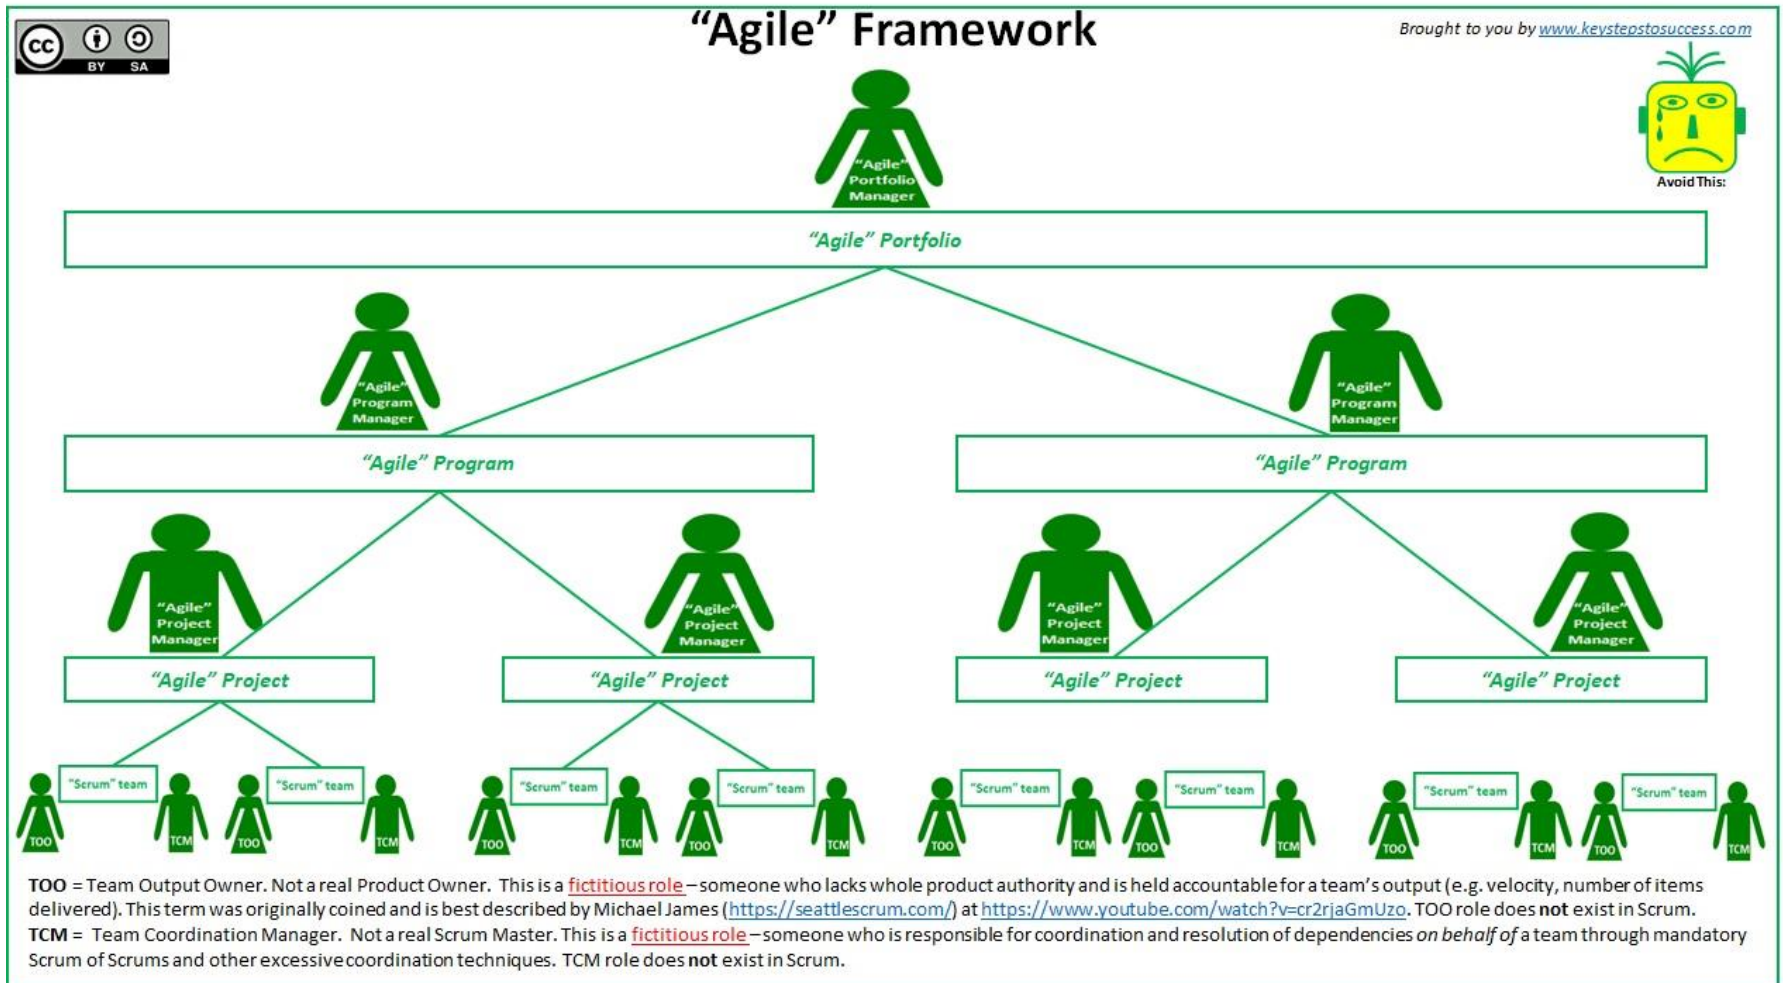 “Agile” Framework
Brought to you by www.keystepstosuccess.com
cc
BY SA
Avoid This:
“Agile”
Portfolio
Manager
“Agile” Portfolio
“Agile”
Program
Manager
“Agile”
Program
Manager
“Agile” Program
“Agile” Program
“Agile”
Project
Manager
“Agile”
Project
Manager
“Agile”
Project
Manager
“Agile”
Project
Manager
“Agile” Project
“Agile” Project
“Agile” Project
“Agile” Project
“Scrum” team
“Scrum” team
“Scrum” team
“Scrum” team
“Scrum” team
“Scrum” team
“Scrum” team
“Scrum” team
TOO
TCM
TOO
TCM
TOO
TCM
TOO
TCM
TOO
TCM
TOO
TCM
TOO
TCM
TOO
TCM
TOO = Team Output Owner. Not a real Product Owner. This is a fictitious role – someone who lacks whole product authority and is held accountable for a team’s output (e.g. velocity, number of items
delivered). This term was originally coined and is best described by Michael James (https://seattlescrum.com/) at https://www.youtube.com/watch?v=cr2rjaGmUzo. TOO role does not exist in Scrum.
TCM = Team Coordination Manager. Not a real Scrum Master. This is a fictitious role – someone who is responsible for coordination and resolution of dependencies on behalf of a team through mandatory
Scrum of Scrums and other excessive coordination techniques. TCM role does not exist in Scrum.